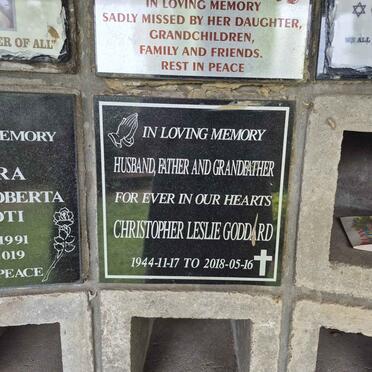 ER OF ALL"
IN LOVING MEMORY
SADLY MISSED BY HER DAUGHTER,
GRANDCHILDREN,
FAMILY AND FRIENDS.
REST IN PEACE
EMORY
RA
OBERTA
OTI
1991
019
PEACE
IN LOVING MEMORY
HUSBAND, FATHER AND GRANDFATHER
FOR EVER IN OUR HEARTS
CHRISTOPHER LESLIE GODDARD
1944-11-17 TO 2018-05-16